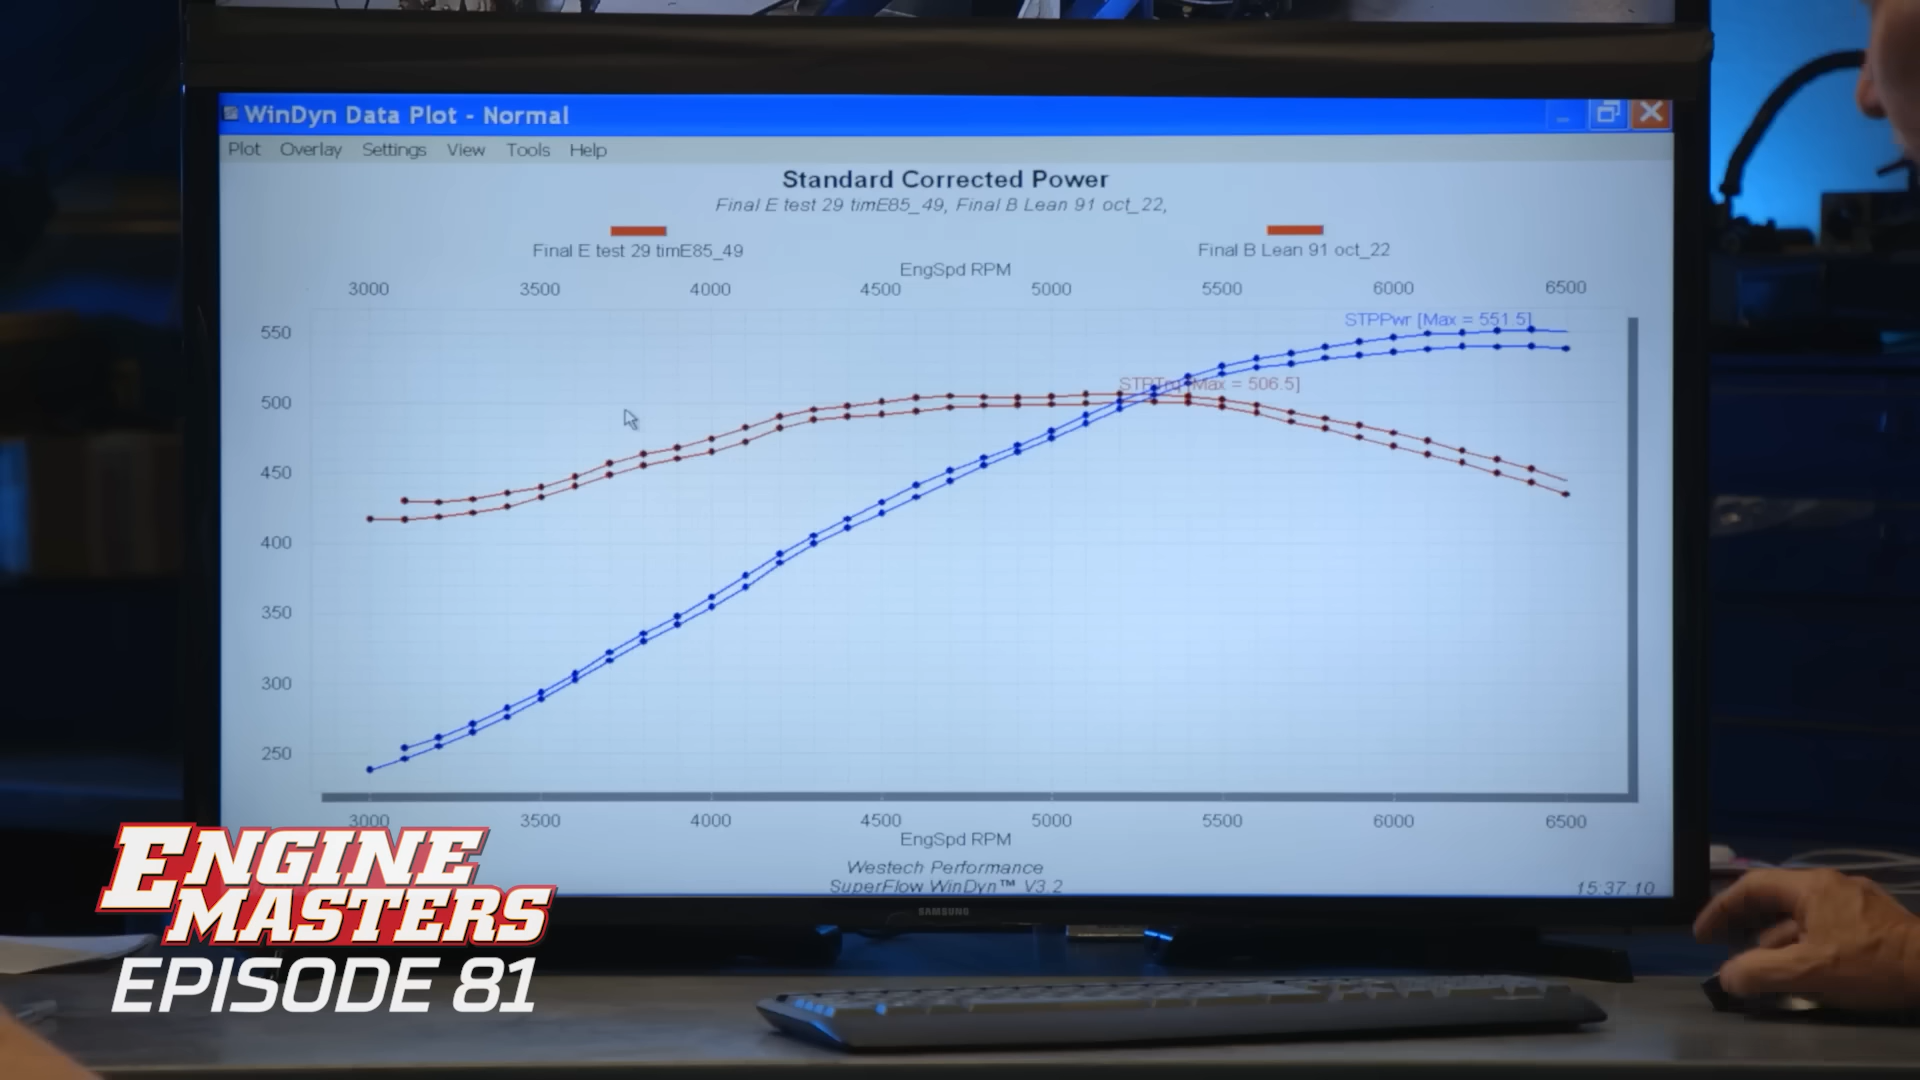 WinDyn Data Plot - Normal
Plot Overlay Settings View Tools Help
Standard Corrected Power
Final E test 29 timE85_49, Final B Lean 91 oct_22,
Final E test 29 timE85_49
Final B Lean 91 oct_22
EngSpd RPM
3000 3500 4000 4500 5000 5500 6000 6500
STPPwr [Max = 551.5]
STPTrq [Max = 506.5]
550
500
450
400
350
300
250
3000 3500 4000 4500 5000 5500 6000 6500
EngSpd RPM
Westech Performance
SuperFlow WinDyn™ V3.2
15:37:10
SAMSUNG
ENGINE
MASTERS
EPISODE 81